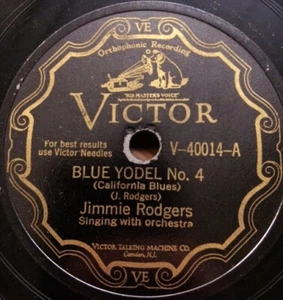 VE
Orthophonic Recording
"HIS MASTER'S VOICE"
VICTOR
For best results
use Victor Needles
V-40014-A
BLUE YODEL No. 4
(California Blues)
(J. Rodgers)
Jimmie Rodgers
Singing with orchestra
VICTOR TALKING MACHINE CO.
Camden, N.J.
VE